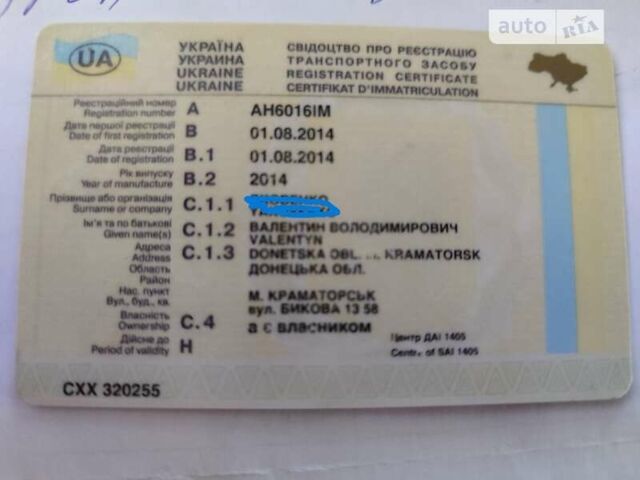 auto RIA
UA
УКРАЇНА
УКРАИНА
UKRAINE
UKRAINE
СВІДОЦТВО ПРО РЕЄСТРАЦІЮ
ТРАНСПОРТНОГО ЗАСОБУ
REGISTRATION CERTIFICATE
CERTIFIKAT D'IMMATRICULATION
Реєстраційний номер
Registration number A AH6016IM
Дата першої реєстрації
Date of first registration B 01.08.2014
Дата реєстрації
Date of registration B.1 01.08.2014
Рік випуску
Year of manufacture B.2 2014
Прізвище або організація
Surname or company C.1.1
Ім'я та по батькові
Given name(s) C.1.2 ВАЛЕНТИН ВОЛОДИМИРОВИЧ
VALENTYN
Адреса
Address C.1.3 DONETSKA OBL. KRAMATORSK
Область ДОНЕЦЬКА ОБЛ.
Район
Нас. пункт М. КРАМАТОРСЬК
Вул., буд., кв. вул. БИКОВА 13 58
Власність
Ownership C.4 а є власником
Дійсне до
Period of validity H
Центр ДАІ 1405
Centre of SAI 1405
СХХ 320255